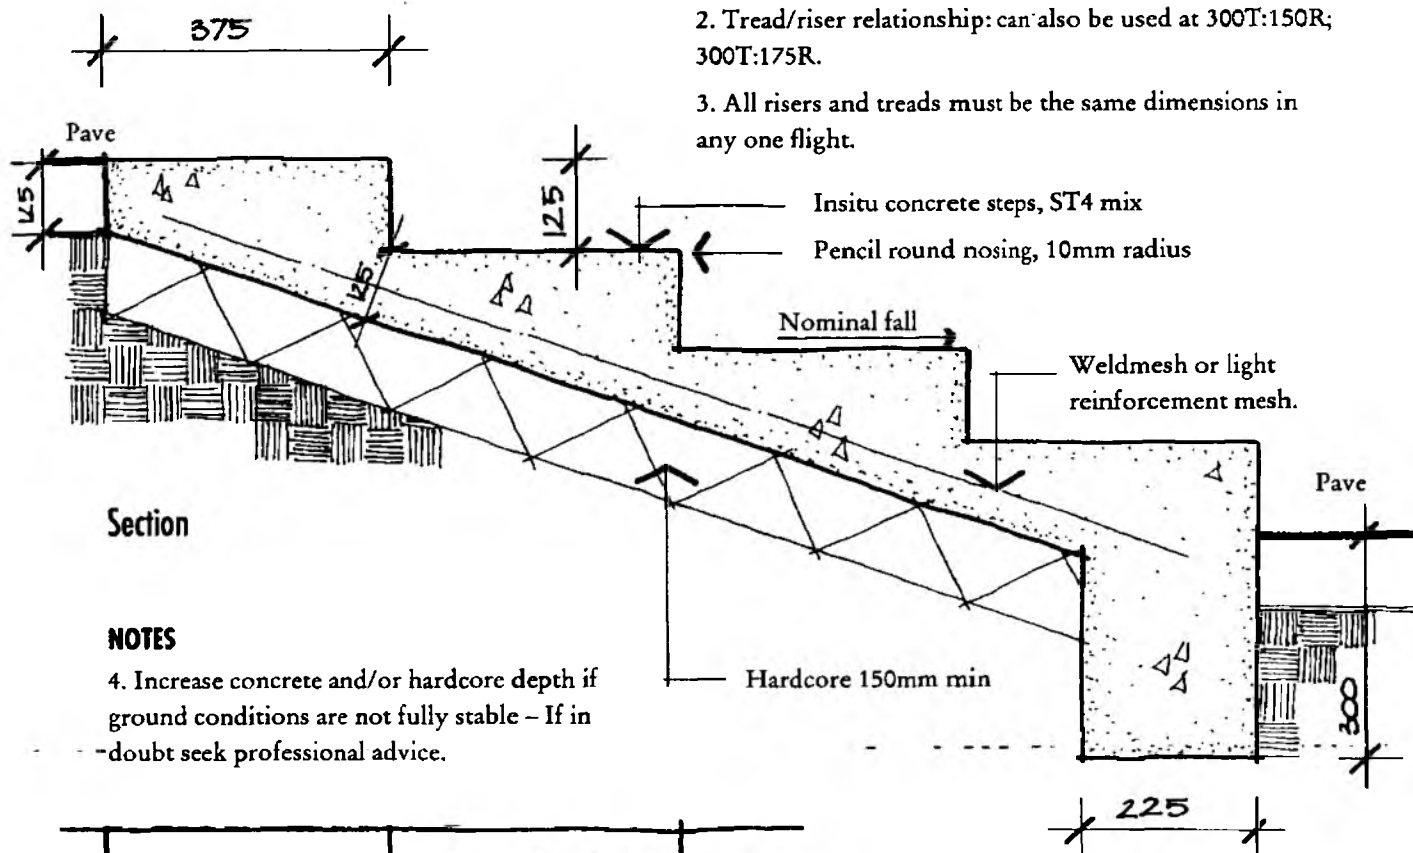 375
2. Tread/riser relationship: can also be used at 300T:150R;
300T:175R.
3. All risers and treads must be the same dimensions in
any one flight.
Pave
125
125
Insitu concrete steps, ST4 mix
Pencil round nosing, 10mm radius
125
Nominal fall
Weldmesh or light
reinforcement mesh.
Pave
Section
NOTES
4. Increase concrete and/or hardcore depth if
ground conditions are not fully stable – If in
doubt seek professional advice.
Hardcore 150mm min
300
225